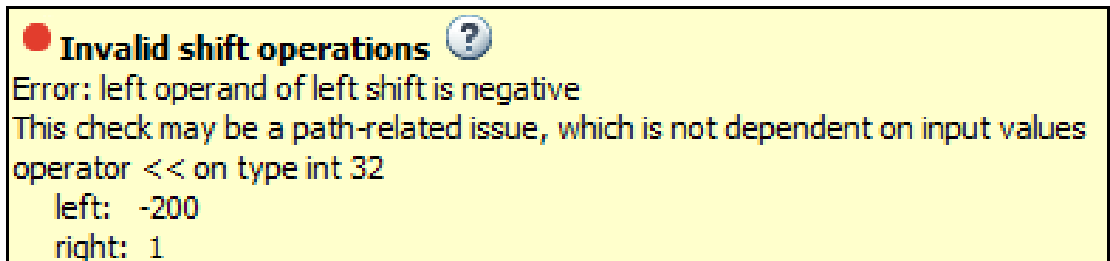 Invalid shift operations ?
Error: left operand of left shift is negative
This check may be a path-related issue, which is not dependent on input values
operator << on type int 32
left: -200
right: 1